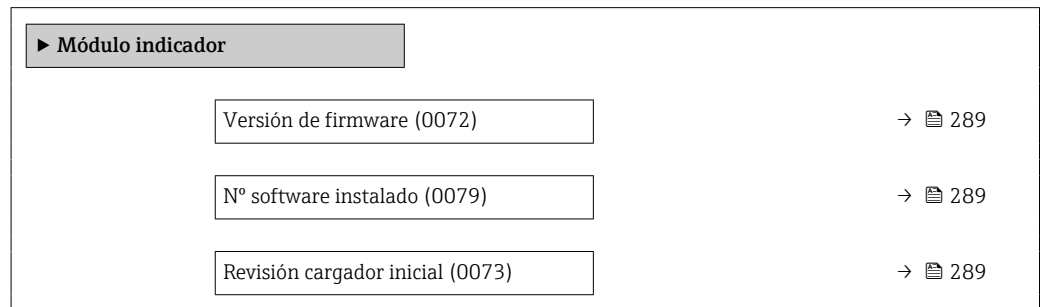 ▶ Módulo indicador
Versión de firmware (0072) → 🖹 289
Nº software instalado (0079) → 🖹 289
Revisión cargador inicial (0073) → 🖹 289